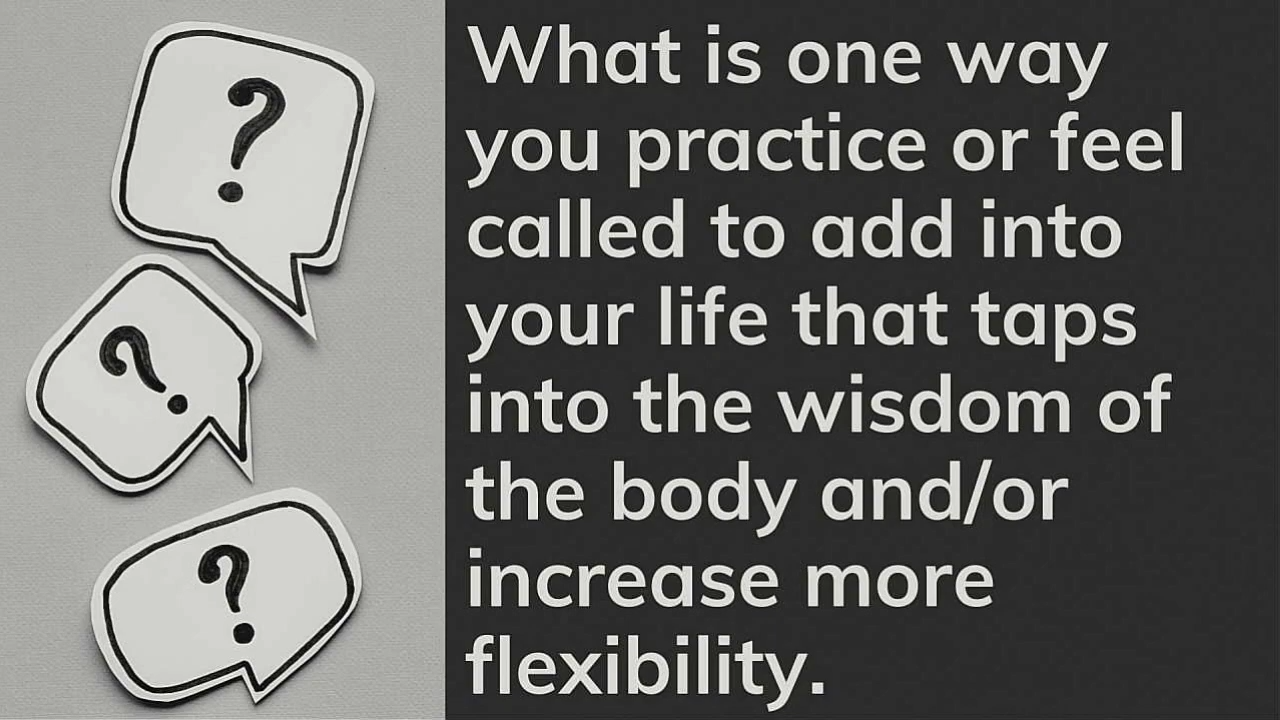 ?
?
?
What is one way
you practice or feel
called to add into
your life that taps
into the wisdom of
the body and/or
increase more
flexibility.